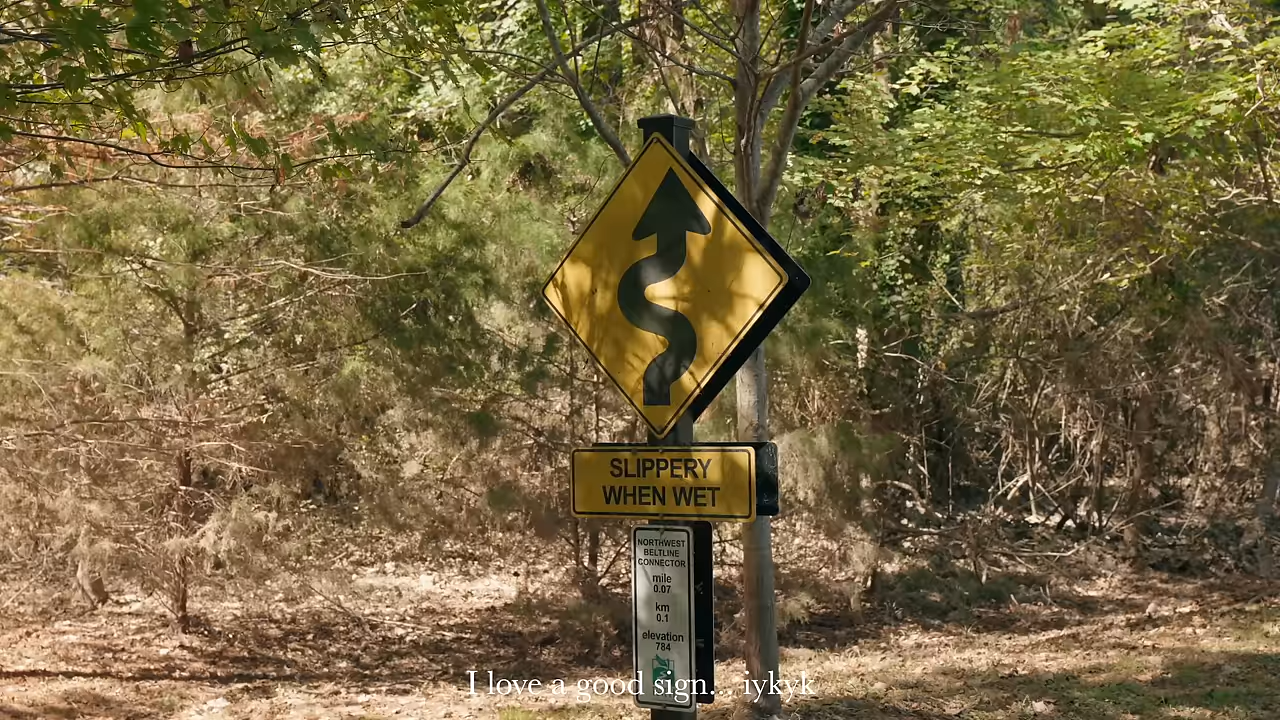 SLIPPERY
WHEN WET
NORTHWEST
BELTLINE
CONNECTOR
mile
0.07
km
0.1
elevation
784
I love a good sign... iykyk